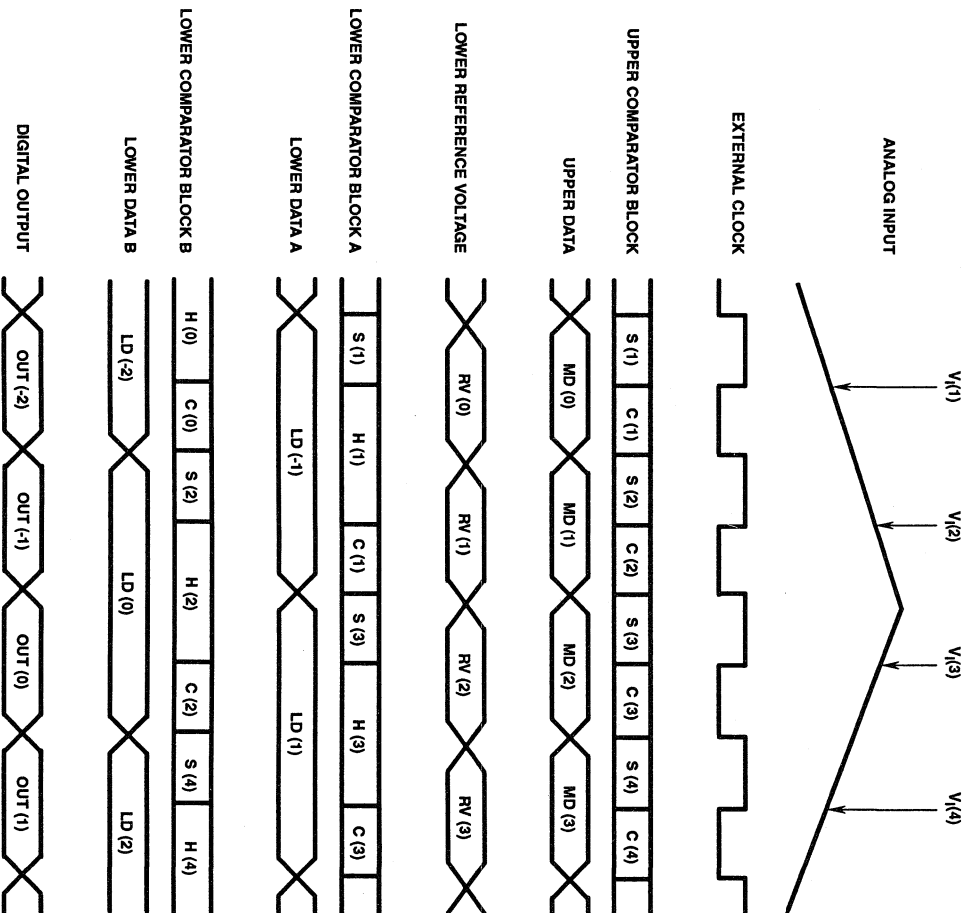 ANALOG INPUT
V_I(1)
V_I(2)
V_I(3)
V_I(4)
EXTERNAL CLOCK
UPPER COMPARATOR BLOCK
S (1)
C (1)
S (2)
C (2)
S (3)
C (3)
S (4)
C (4)
UPPER DATA
MD (0)
MD (1)
MD (2)
MD (3)
LOWER REFERENCE VOLTAGE
RV (0)
RV (1)
RV (2)
RV (3)
LOWER COMPARATOR BLOCK A
S (1)
H (1)
C (1)
S (3)
H (3)
C (3)
LOWER DATA A
LD (-1)
LD (1)
LOWER COMPARATOR BLOCK B
H (0)
C (0)
S (2)
H (2)
C (2)
S (4)
H (4)
LOWER DATA B
LD (-2)
LD (0)
LD (2)
DIGITAL OUTPUT
OUT (-2)
OUT (-1)
OUT (0)
OUT (1)